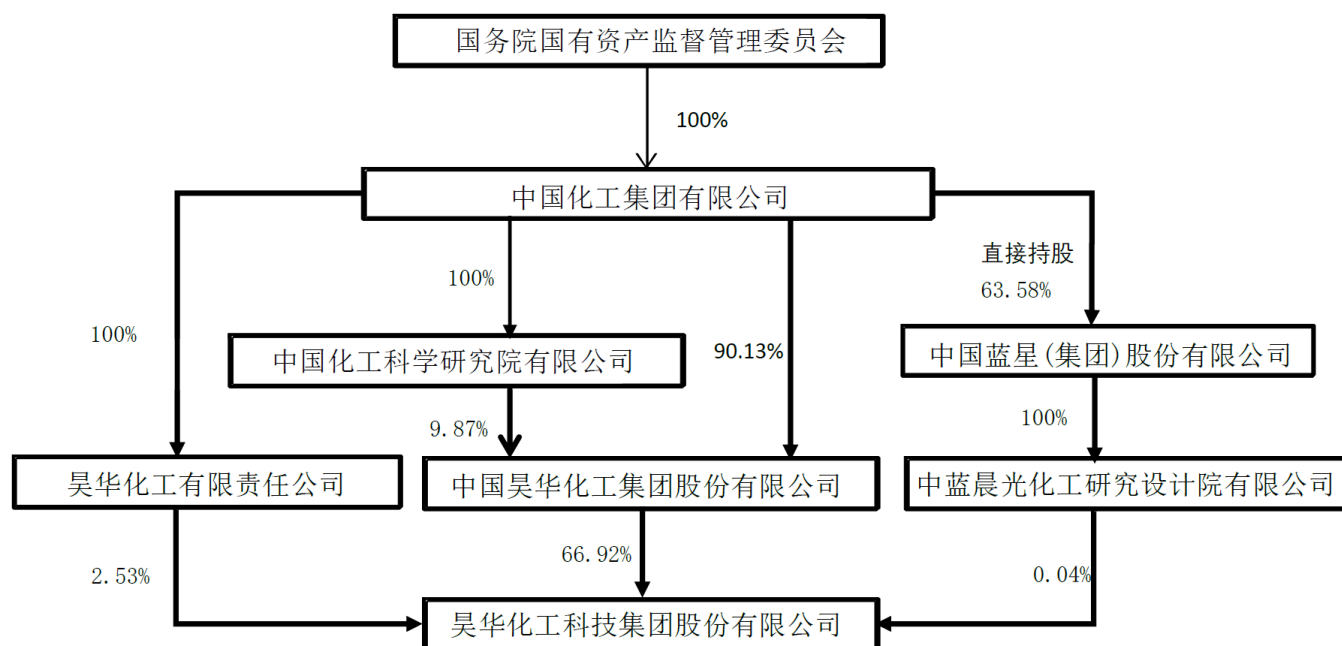 国务院国有资产监督管理委员会
100%
中国化工集团有限公司
直接持股
100%
63.58%
100%
90.13%
中国化工科学研究院有限公司
中国蓝星(集团)股份有限公司
9.87%
100%
昊华化工有限责任公司
中国昊华化工集团股份有限公司
中蓝晨光化工研究设计院有限公司
2.53%
66.92%
0.04%
昊华化工科技集团股份有限公司